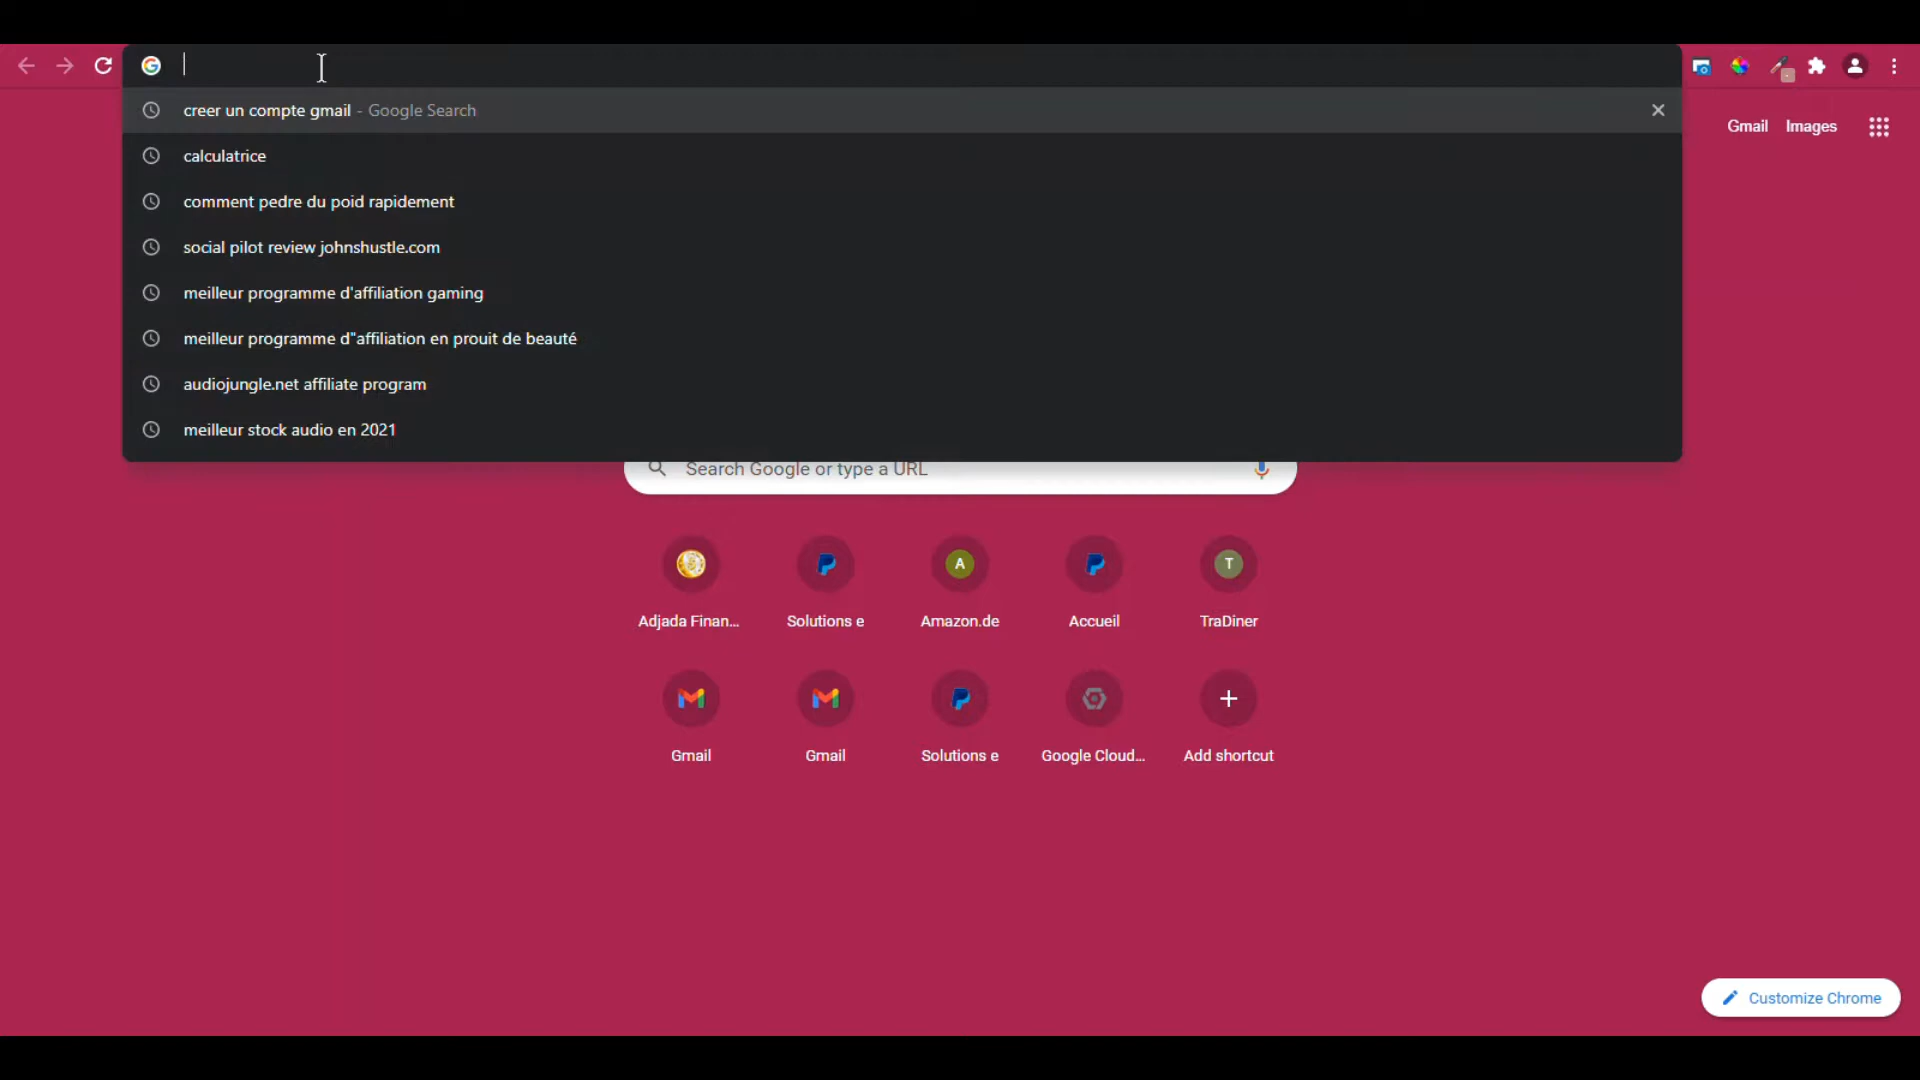 creer un compte gmail - Google Search
calculatrice
comment pedre du poid rapidement
social pilot review johnshustle.com
meilleur programme d'affiliation gaming
meilleur programme d"affiliation en prouit de beauté
audiojungle.net affiliate program
meilleur stock audio en 2021
Gmail Images
Search Google or type a URL
A T
Adjada Finan... Solutions e Amazon.de Accueil TraDiner
Gmail Gmail Solutions e Google Cloud... Add shortcut
Customize Chrome